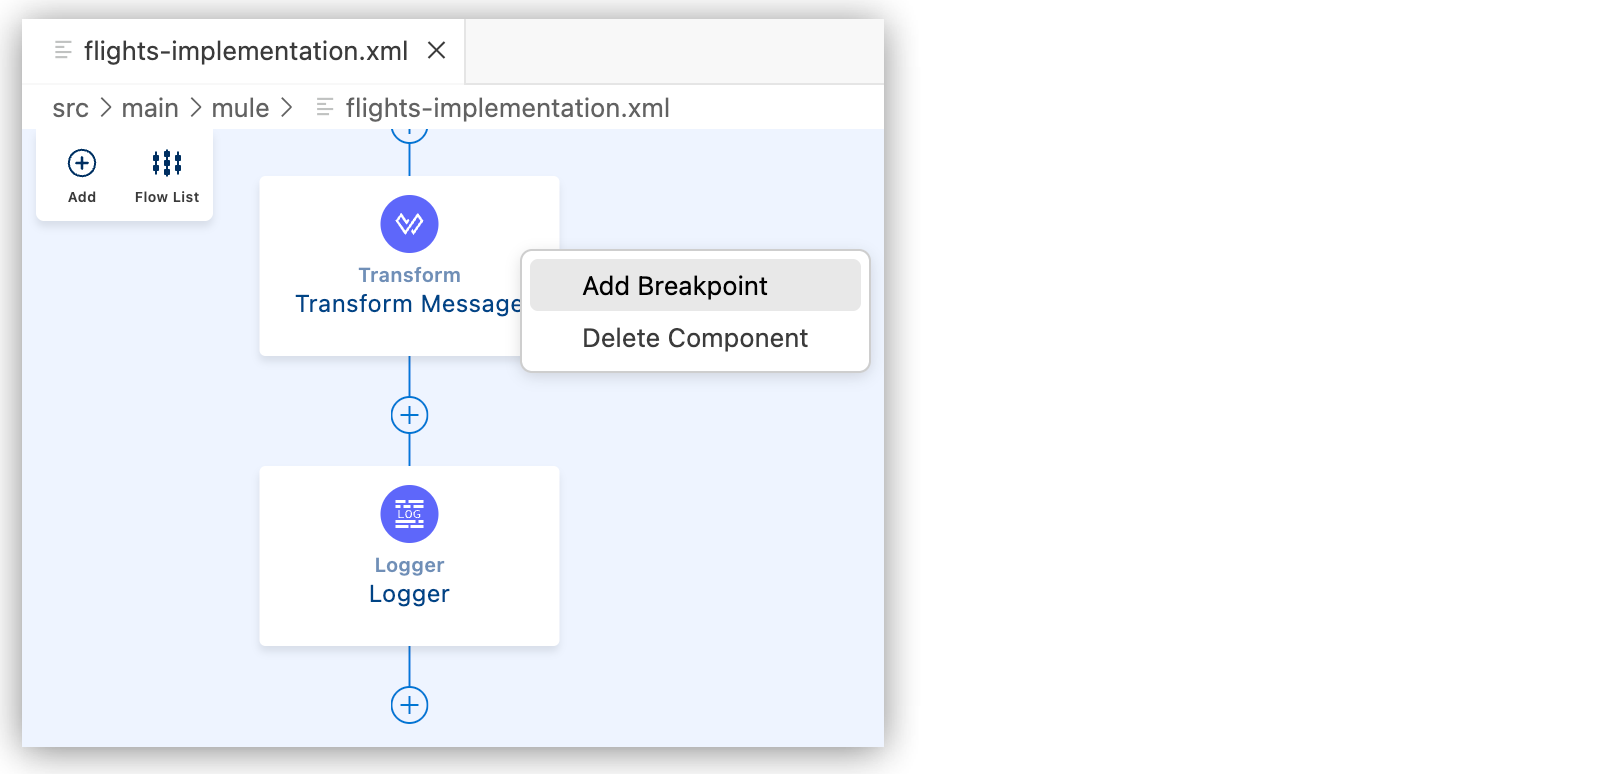 flights-implementation.xml
src > main > mule > flights-implementation.xml
Add
Flow List
Transform
Transform Message
Add Breakpoint
Delete Component
LOG
Logger
Logger